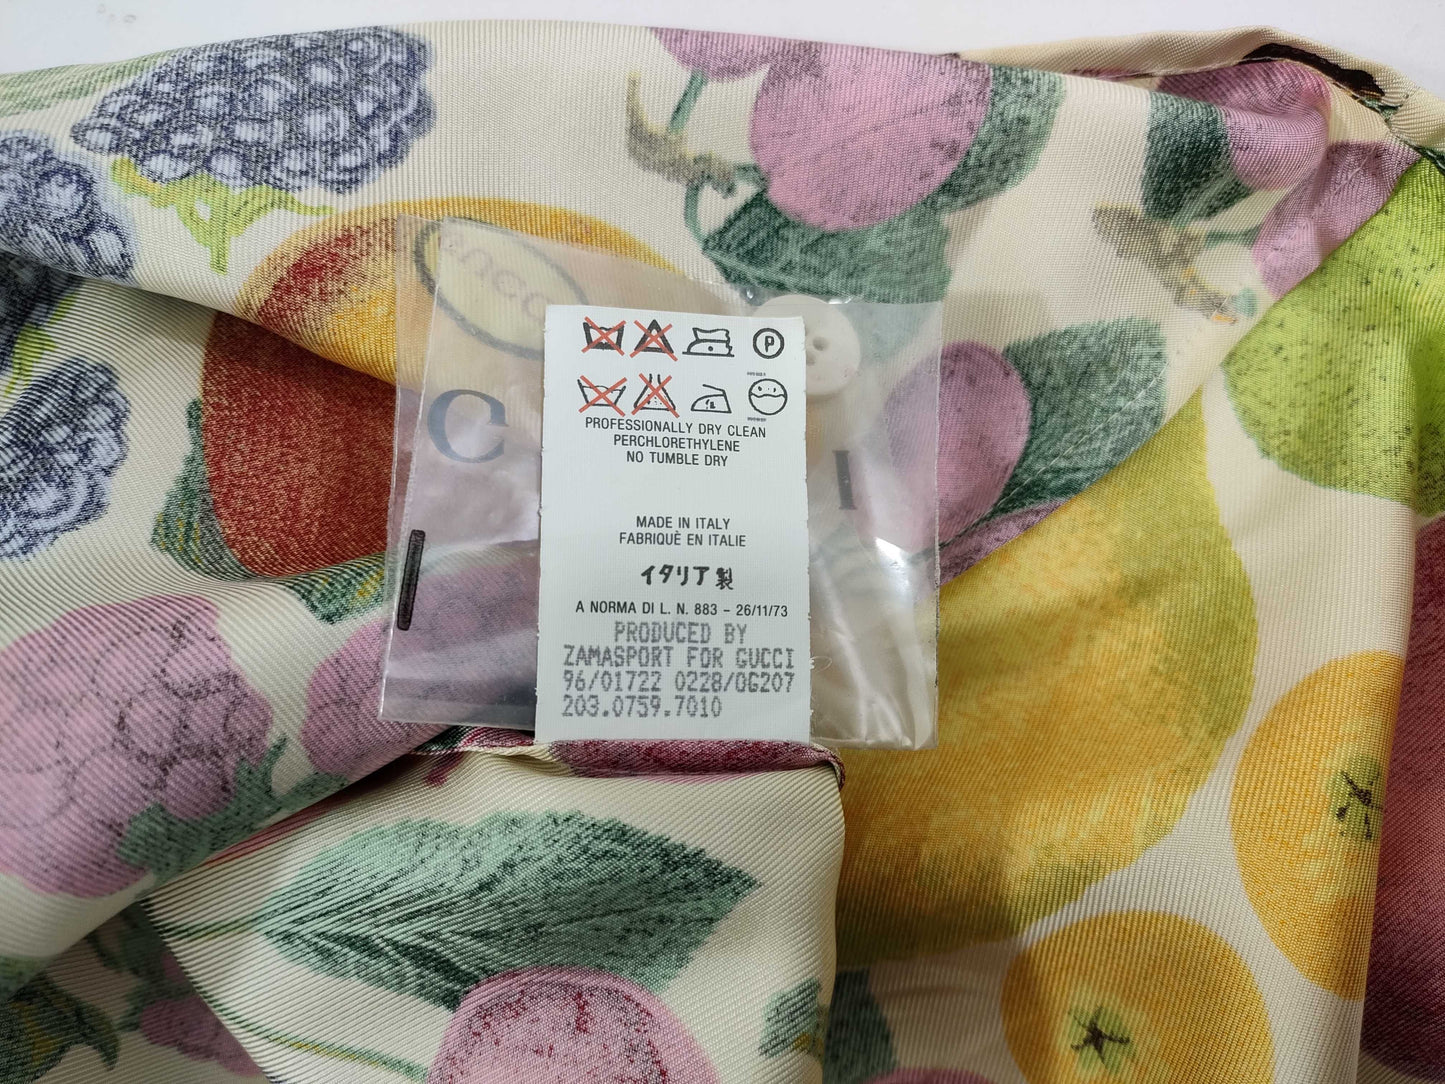 P
PROFESSIONALLY DRY CLEAN
PERCHLORETHYLENE
NO TUMBLE DRY
MADE IN ITALY
FABRIQUÈ EN ITALIE
イタリア製
A NORMA DI L. N. 883 - 26/11/73
PRODUCED BY
ZAMASPORT FOR GUCCI
96/01722 0228/0G207
203.0759.7010
C I